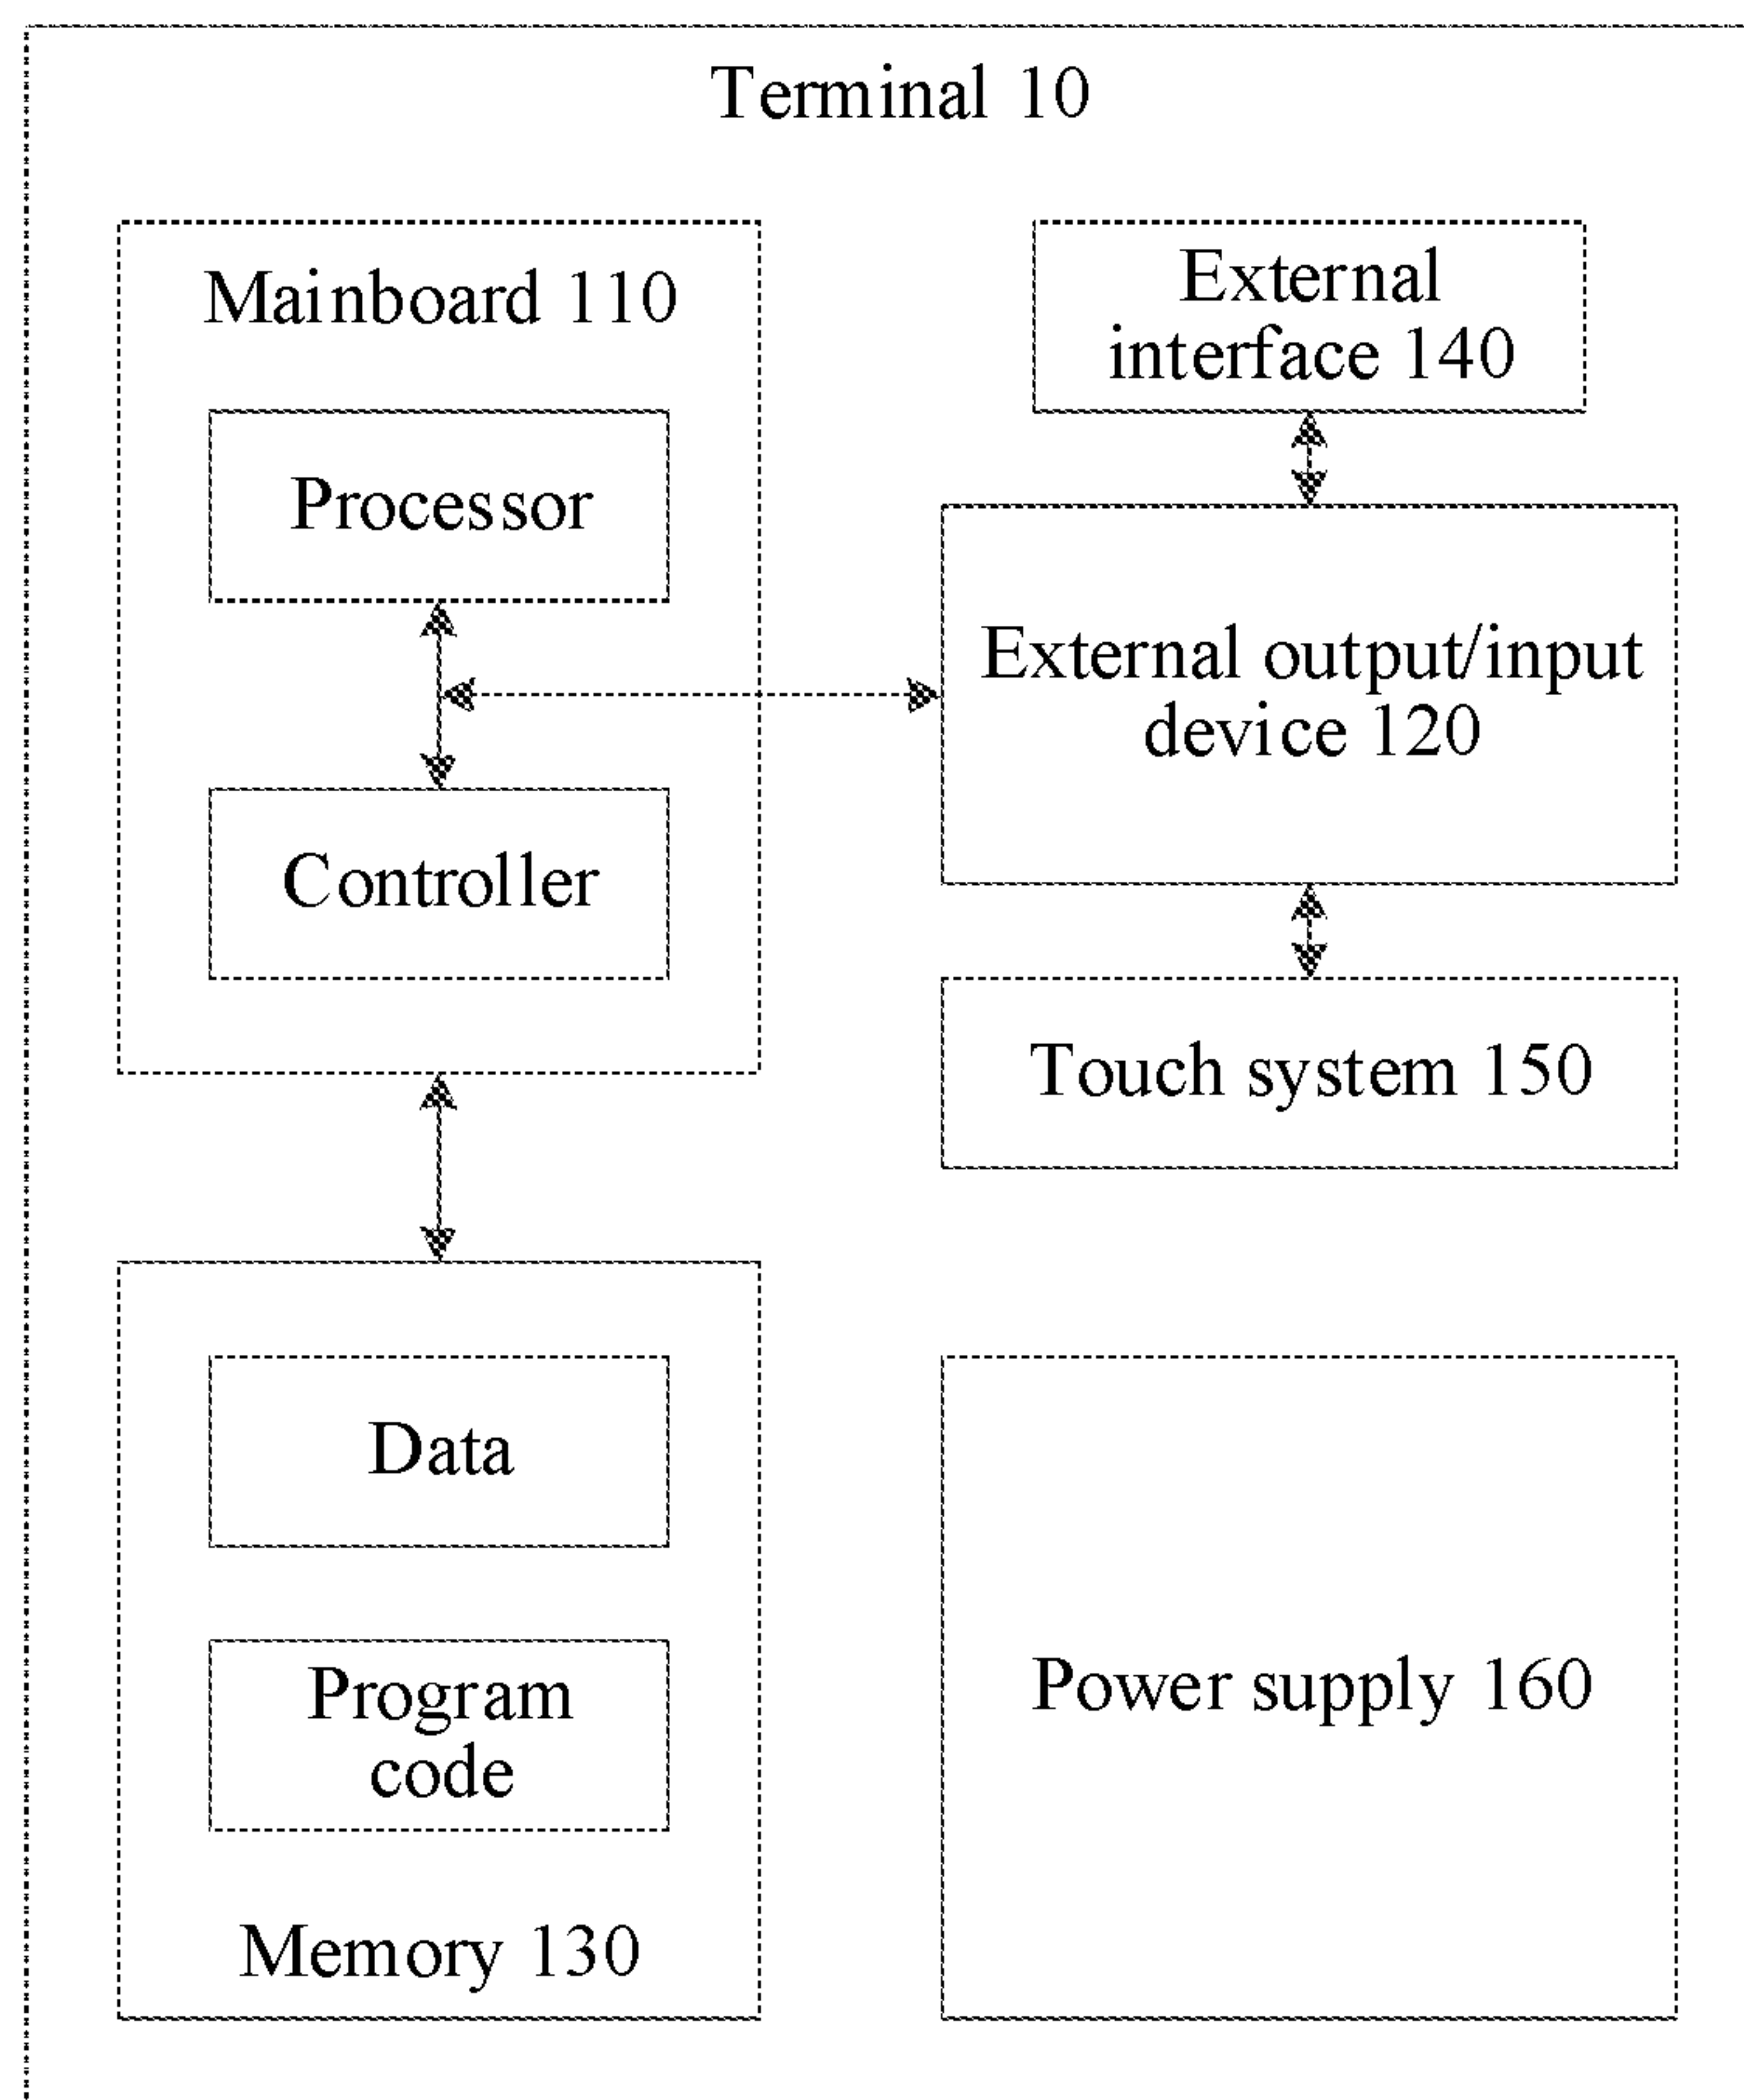 Terminal 10
Mainboard 110
Processor
Controller
External
interface 140
External output/input
device 120
Touch system 150
Data
Program
code
Memory 130
Power supply 160